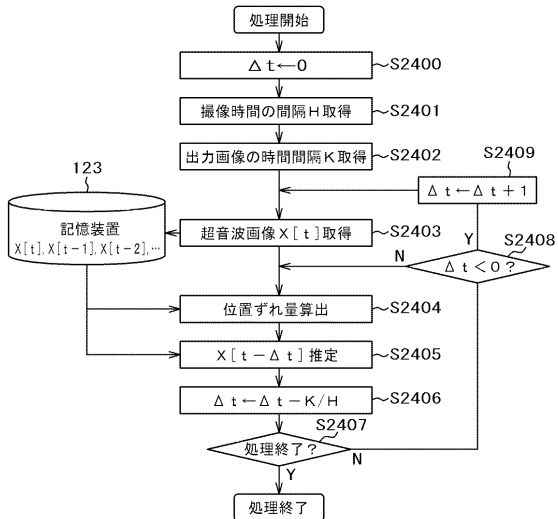 処理開始
Δt←0
S2400
撮像時間の間隔H取得
S2401
出力画像の時間間隔K取得
S2402
S2409
Δt←Δt+1
123
記憶装置
X[t],X[t-1],X[t-2],…
超音波画像X[t]取得
S2403
N
Y
S2408
Δt<0?
位置ずれ量算出
S2404
X[t-Δt]推定
S2405
Δt←Δt-K/H
S2406
S2407
処理終了?
N
Y
処理終了